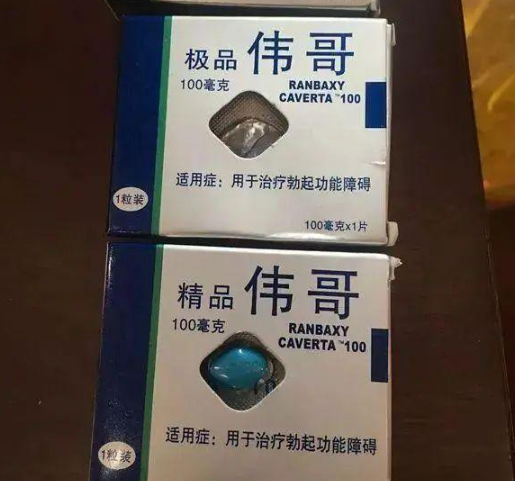 极品 伟哥
100毫克
RANBAXY
CAVERTA™100
适用症：用于治疗勃起功能障碍
1粒装
100毫克x1片
精品 伟哥
100毫克
RANBAXY
CAVERTA™100
适用症：用于治疗勃起功能障碍
1粒装